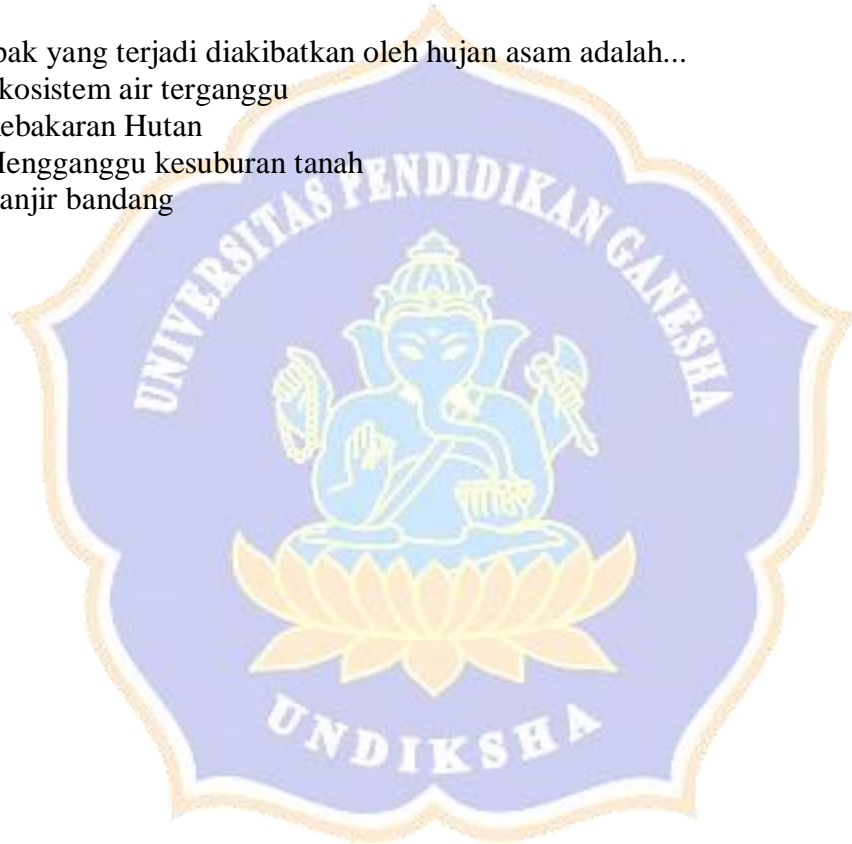 pak yang terjadi diakibatkan oleh hujan asam adalah...
kosistem air terganggu
ebakaran Hutan
engganggu kesuburan tanah
anjir bandang
UNIVERSITAS PENDIDIKAN GANESHA
UNDIKSHA